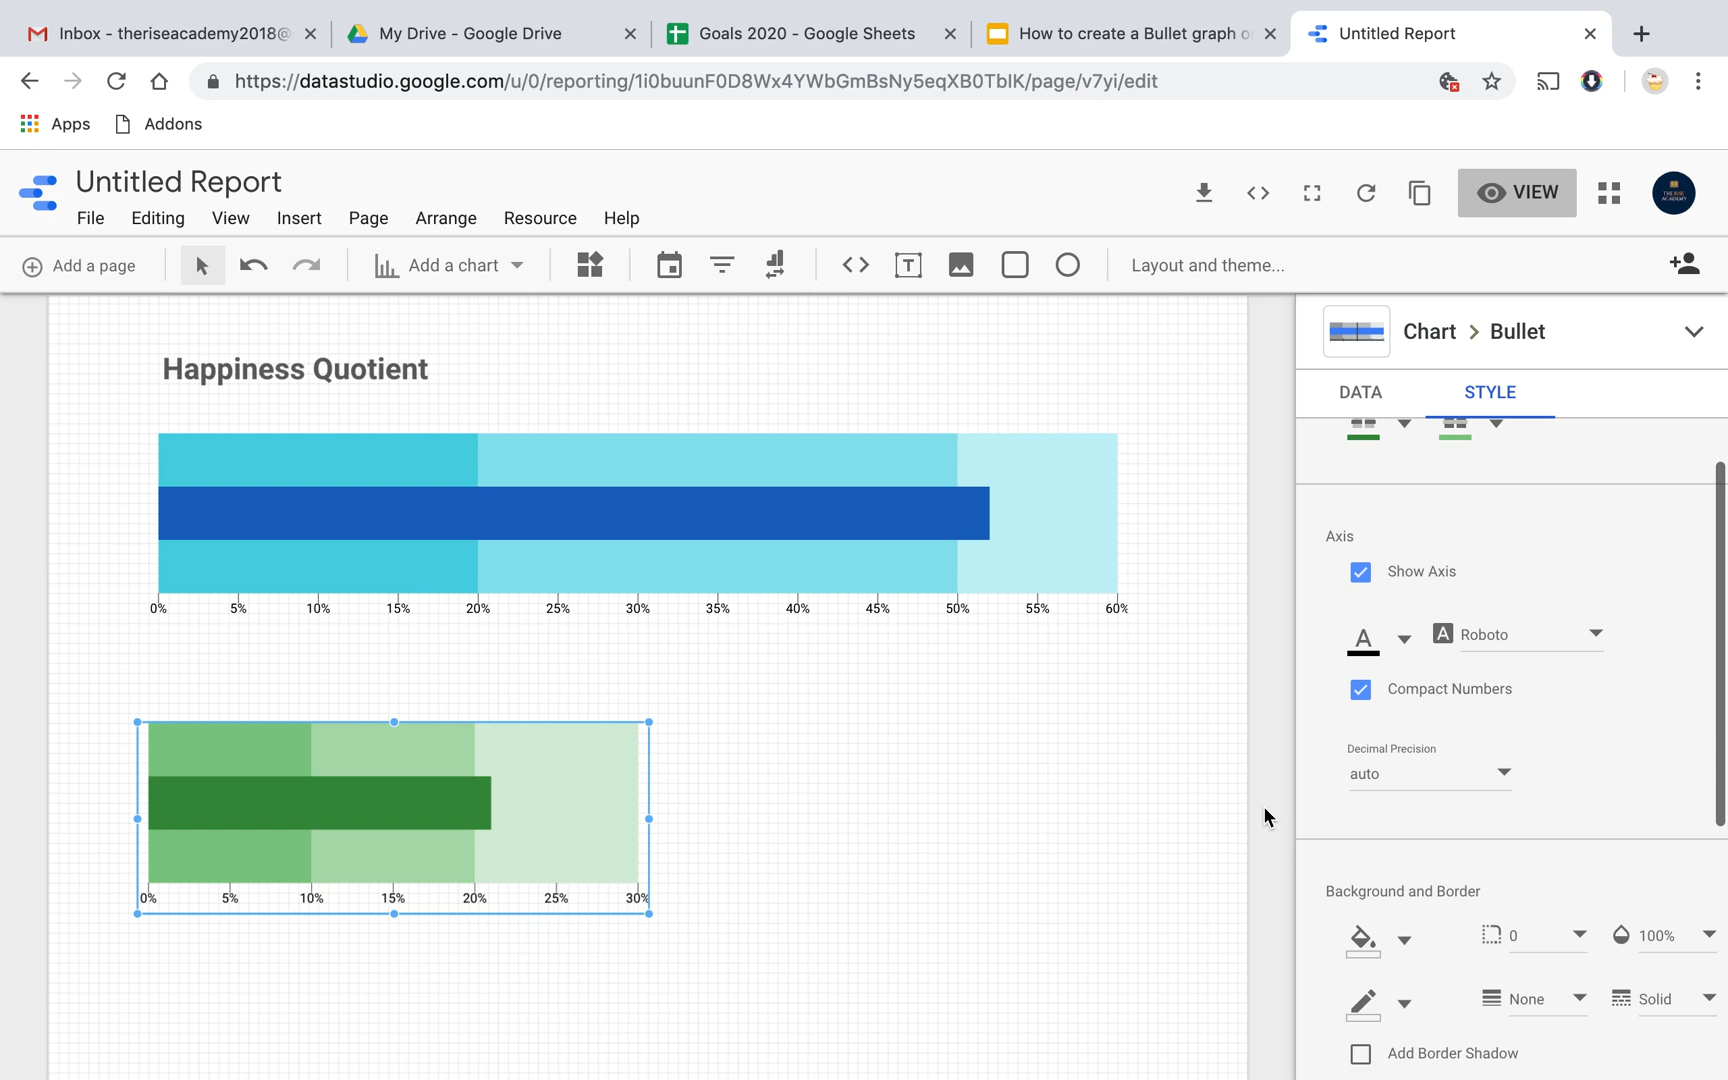 Inbox - theriseacademy2018@ My Drive - Google Drive Goals 2020 - Google Sheets How to create a Bullet graph o Untitled Report
https://datastudio.google.com/u/0/reporting/1i0buunF0D8Wx4YWbGmBsNy5eqXB0TbIK/page/v7yi/edit
Apps Addons
Untitled Report
File Editing View Insert Page Arrange Resource Help
VIEW
Add a page Add a chart Layout and theme...
Happiness Quotient
0% 5% 10% 15% 20% 25% 30% 35% 40% 45% 50% 55% 60%
0% 5% 10% 15% 20% 25% 30%
Chart > Bullet
DATA STYLE
Axis
Show Axis
A A Roboto
Compact Numbers
Decimal Precision
auto
Background and Border
0 100%
None Solid
Add Border Shadow